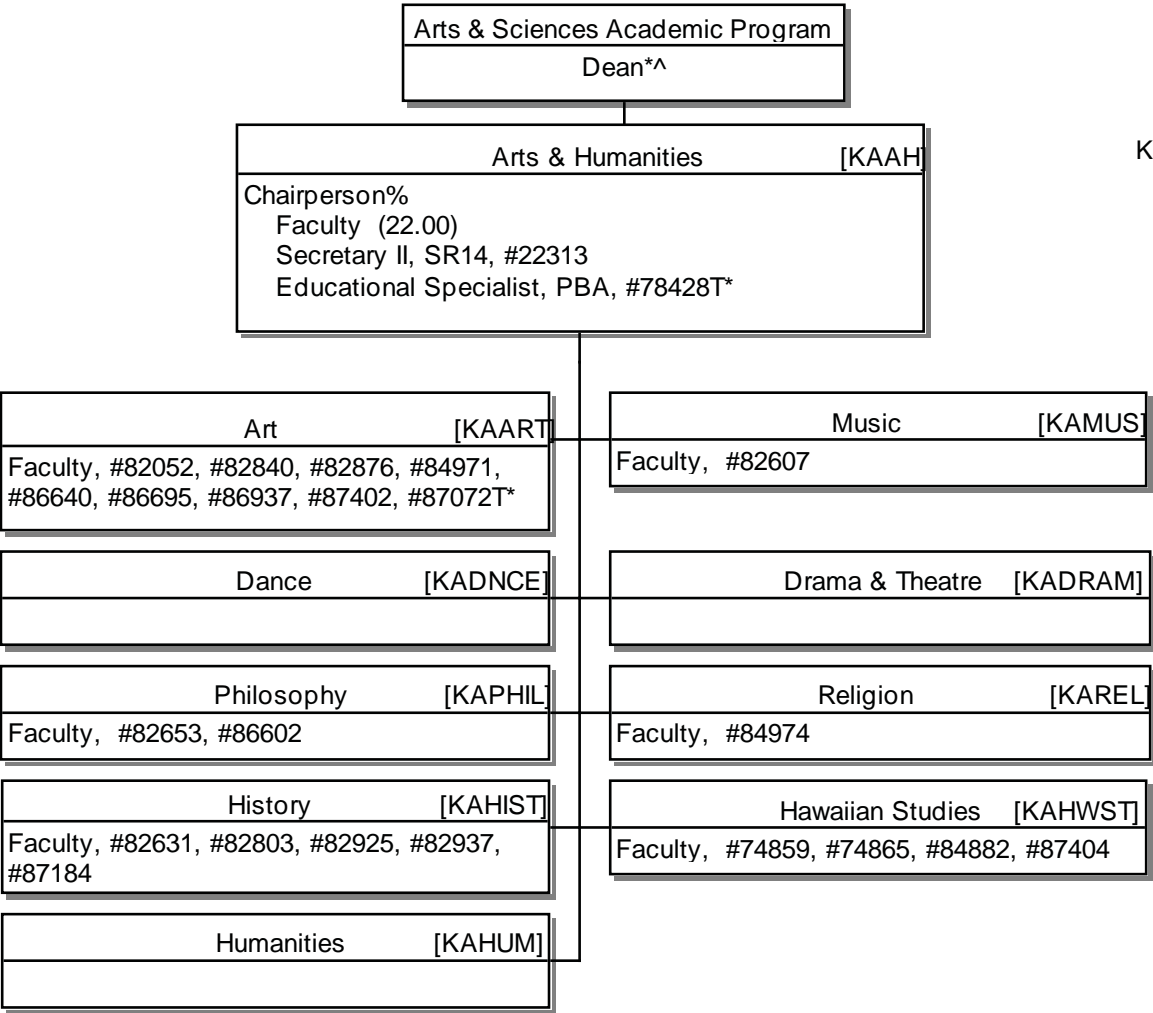 Arts & Sciences Academic Program
Dean*^
Arts & Humanities [KAAH]
K
Chairperson%
Faculty (22.00)
Secretary II, SR14, #22313
Educational Specialist, PBA, #78428T*
Art [KAART]
Faculty, #82052, #82840, #82876, #84971,
#86640, #86695, #86937, #87402, #87072T*
Music [KAMUS]
Faculty, #82607
Dance [KADNCE]
Drama & Theatre [KADRAM]
Philosophy [KAPHIL]
Faculty, #82653, #86602
Religion [KAREL]
Faculty, #84974
History [KAHIST]
Faculty, #82631, #82803, #82925, #82937,
#87184
Hawaiian Studies [KAHWST]
Faculty, #74859, #74865, #84882, #87404
Humanities [KAHUM]